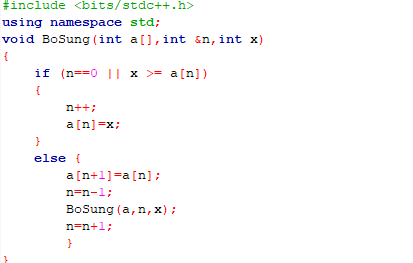 #include <bits/stdc++.h>
using namespace std;
void BoSung(int a[],int &n,int x)
{
    if (n==0 || x >= a[n])
    {
        n++;
        a[n]=x;
    }
    else {
        a[n+1]=a[n];
        n=n-1;
        BoSung(a,n,x);
        n=n+1;
        }
}